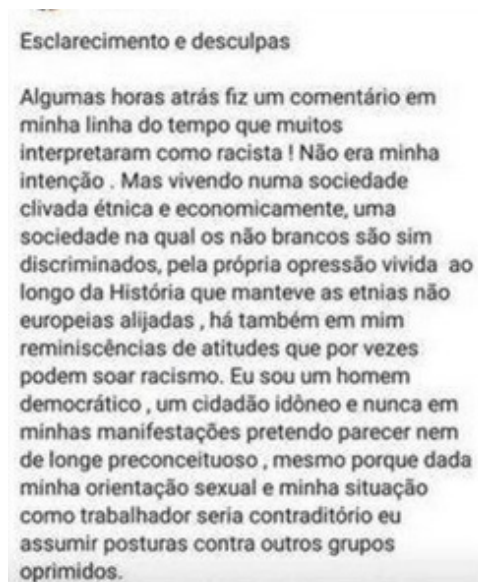 Esclarecimento e desculpas
Algumas horas atrás fiz um comentário em
minha linha do tempo que muitos
interpretaram como racista ! Não era minha
intenção . Mas vivendo numa sociedade
clivada étnica e economicamente, uma
sociedade na qual os não brancos são sim
discriminados, pela própria opressão vivida ao
longo da História que manteve as etnias não
europeias alijadas , há também em mim
reminiscências de atitudes que por vezes
podem soar racismo. Eu sou um homem
democrático , um cidadão idôneo e nunca em
minhas manifestações pretendo parecer nem
de longe preconceituoso , mesmo porque dada
minha orientação sexual e minha situação
como trabalhador seria contraditório eu
assumir posturas contra outros grupos
oprimidos.